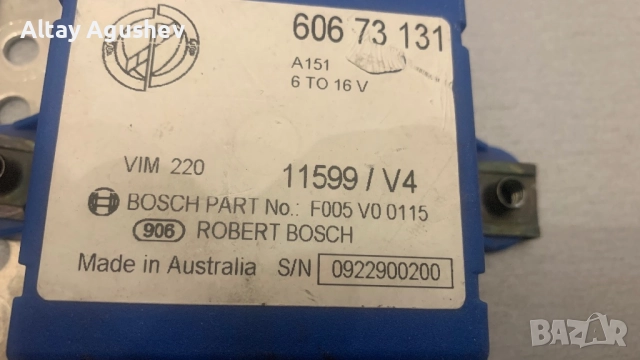 Altay Agushev
606 73 131
A151
6 TO 16 V
VIM 220
11599 / V4
BOSCH PART No.: F005 V0 0115
906 ROBERT BOSCH
Made in Australia S/N 0922900200
BAZAR